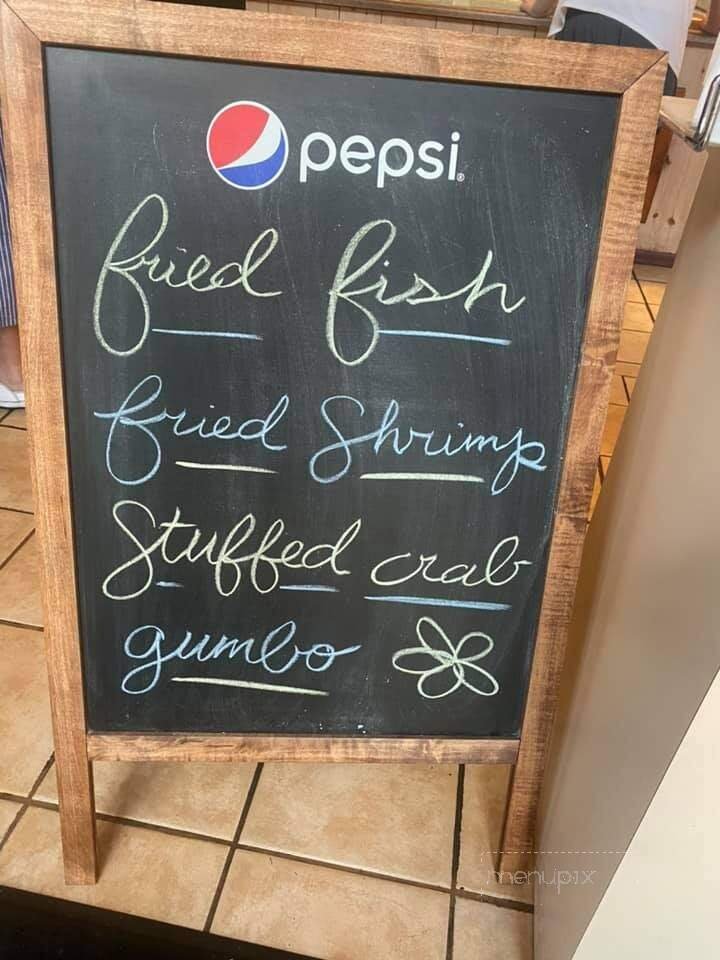 pepsi®
fried fish
fried Shrimp
Stuffed crab
gumbo
menupix